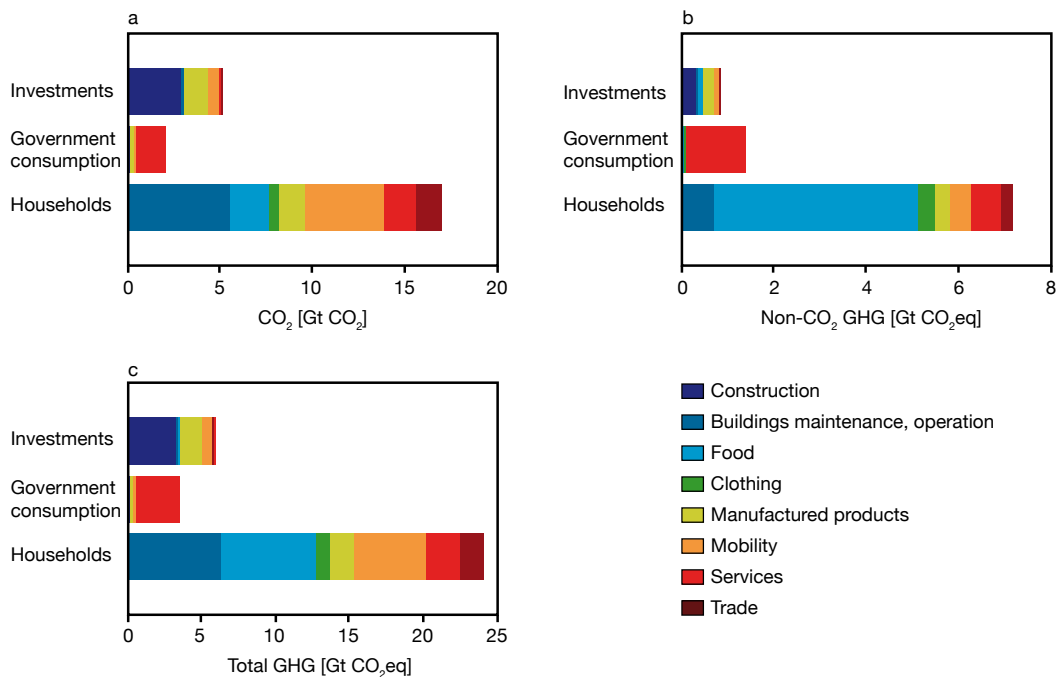 a
Investments
Government
consumption
Households
0 5 10 15 20
CO₂ [Gt CO₂]
b
Investments
Government
consumption
Households
0 2 4 6 8
Non-CO₂ GHG [Gt CO₂eq]
c
Investments
Government
consumption
Households
0 5 10 15 20 25
Total GHG [Gt CO₂eq]
Construction
Buildings maintenance, operation
Food
Clothing
Manufactured products
Mobility
Services
Trade